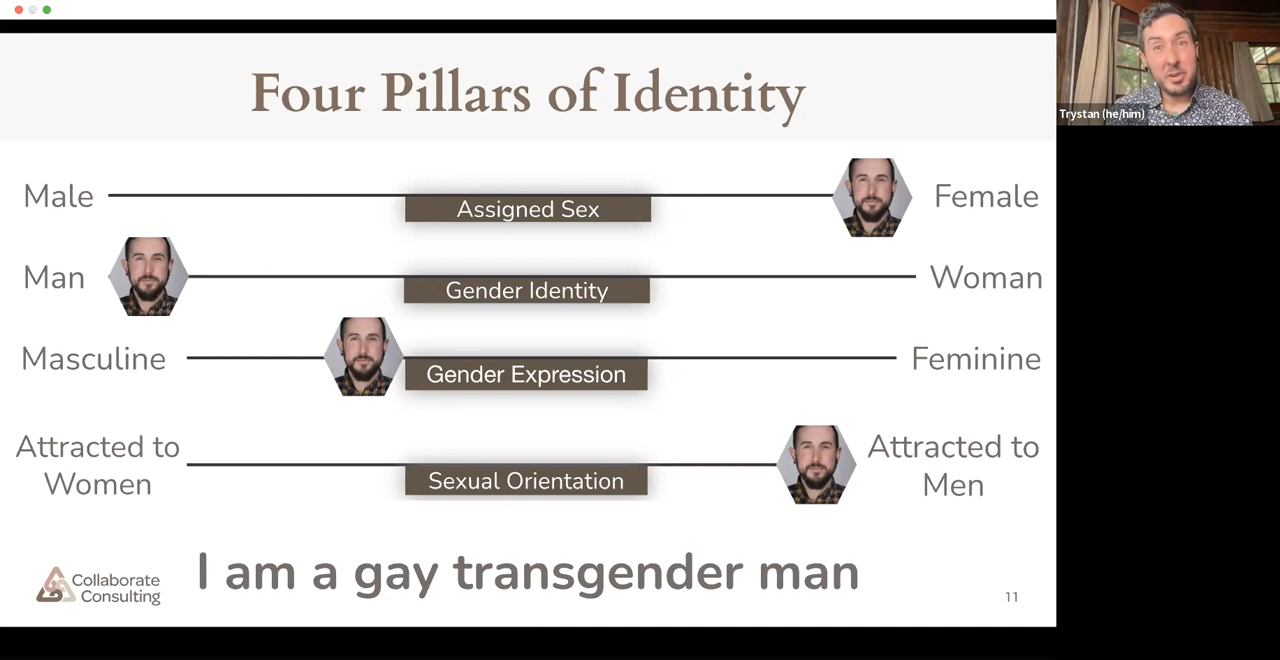 Four Pillars of Identity
Trystan (he/him)
Male
Assigned Sex
Female
Man
Gender Identity
Woman
Masculine
Gender Expression
Feminine
Attracted to
Women
Sexual Orientation
Attracted to
Men
I am a gay transgender man
Collaborate
Consulting
11